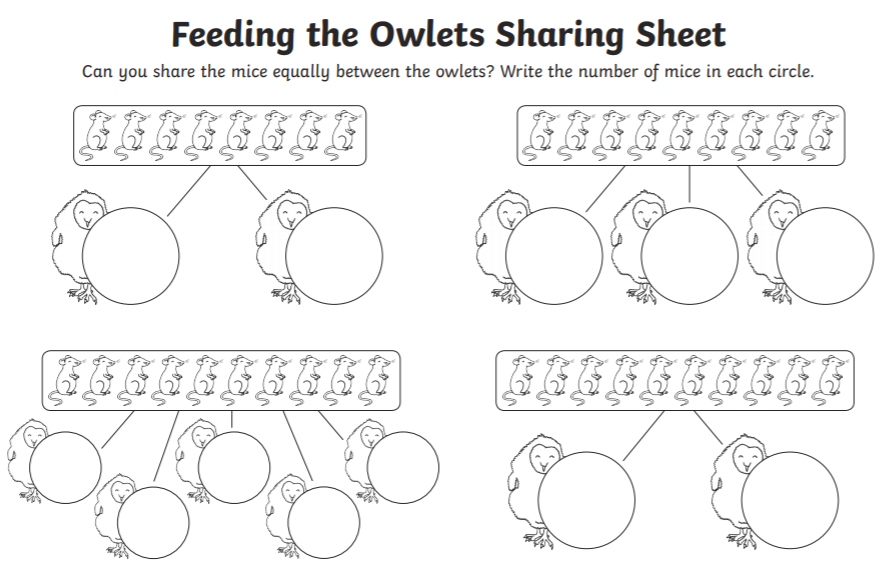 Feeding the Owlets Sharing Sheet
Can you share the mice equally between the owlets? Write the number of mice in each circle.